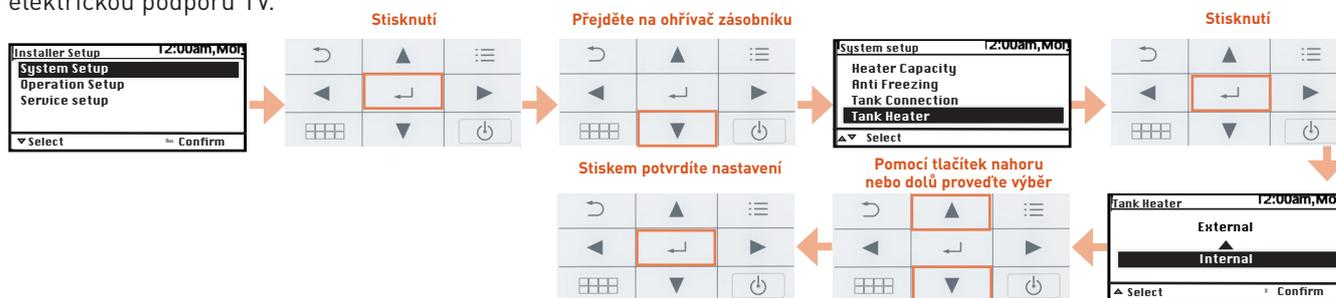 elektrickou podporu TV.
Stisknutí
Přejděte na ohřívač zásobníku
Stisknutí
Installer Setup 12:00am,Mon
System Setup
Operation Setup
Service setup
▼Select Confirm
System setup 12:00am,Mon
Heater Capacity
Anti Freezing
Tank Connection
Tank Heater
▲▼ Select
Stiskem potvrdíte nastavení
Pomocí tlačítek nahoru
nebo dolů proveďte výběr
Tank Heater 12:00am,Mo
External
Internal
▲ Select Confirm